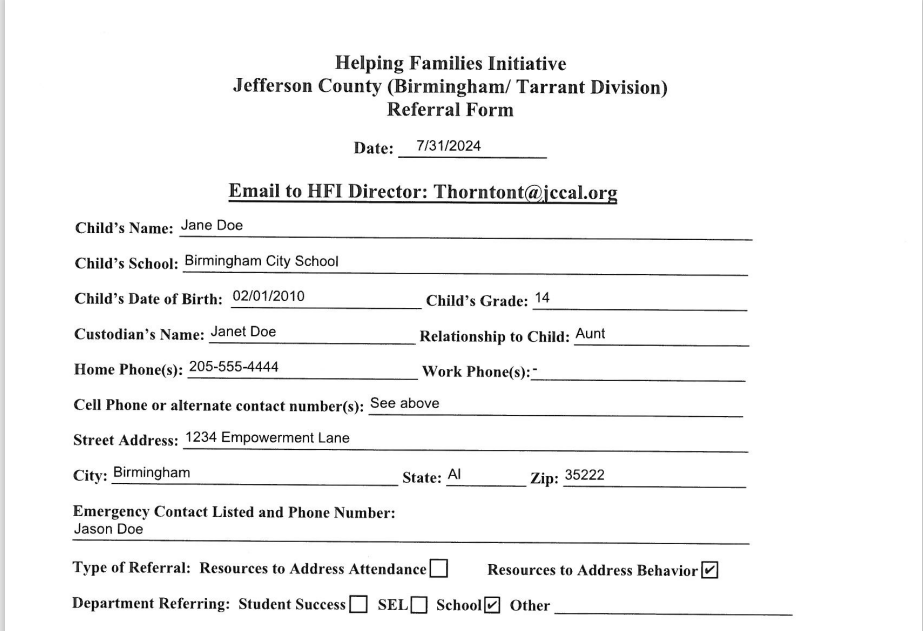 Helping Families Initiative
Jefferson County (Birmingham/ Tarrant Division)
Referral Form
Date: 7/31/2024
Email to HFI Director: Thorntont@jccal.org
Child's Name: Jane Doe
Child's School: Birmingham City School
Child's Date of Birth: 02/01/2010 Child's Grade: 14
Custodian's Name: Janet Doe Relationship to Child: Aunt
Home Phone(s): 205-555-4444 Work Phone(s):-
Cell Phone or alternate contact number(s): See above
Street Address: 1234 Empowerment Lane
City: Birmingham State: Al Zip: 35222
Emergency Contact Listed and Phone Number:
Jason Doe
Type of Referral: Resources to Address Attendance☐ Resources to Address Behavior☑
Department Referring: Student Success☐ SEL☐ School☑ Other